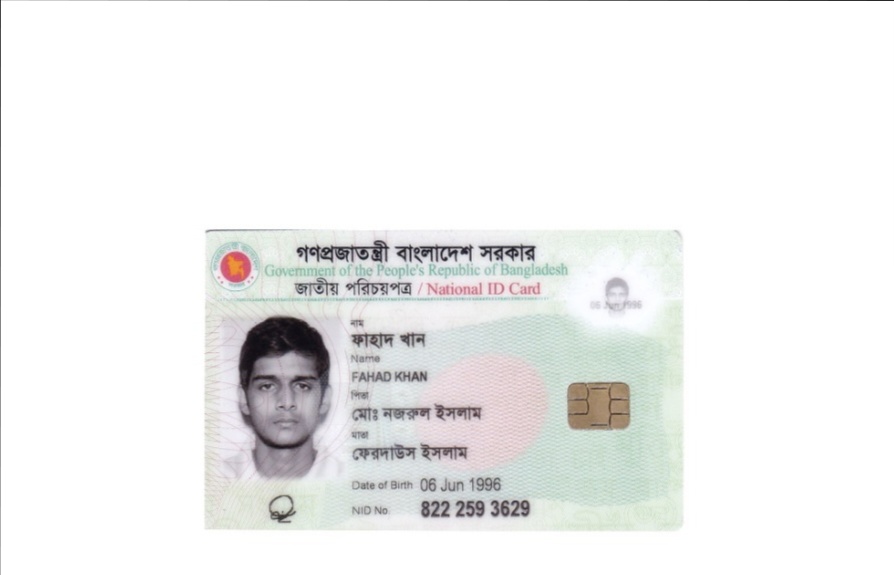 গণপ্রজাতন্ত্রী বাংলাদেশ সরকার
Government of the People's Republic of Bangladesh
জাতীয় পরিচয়পত্র / National ID Card
06 Jun 1996
নাম
ফাহাদ খান
Name
FAHAD KHAN
পিতা
মোঃ নজরুল ইসলাম
মাতা
ফেরদাউস ইসলাম
Date of Birth 06 Jun 1996
NID No. 822 259 3629